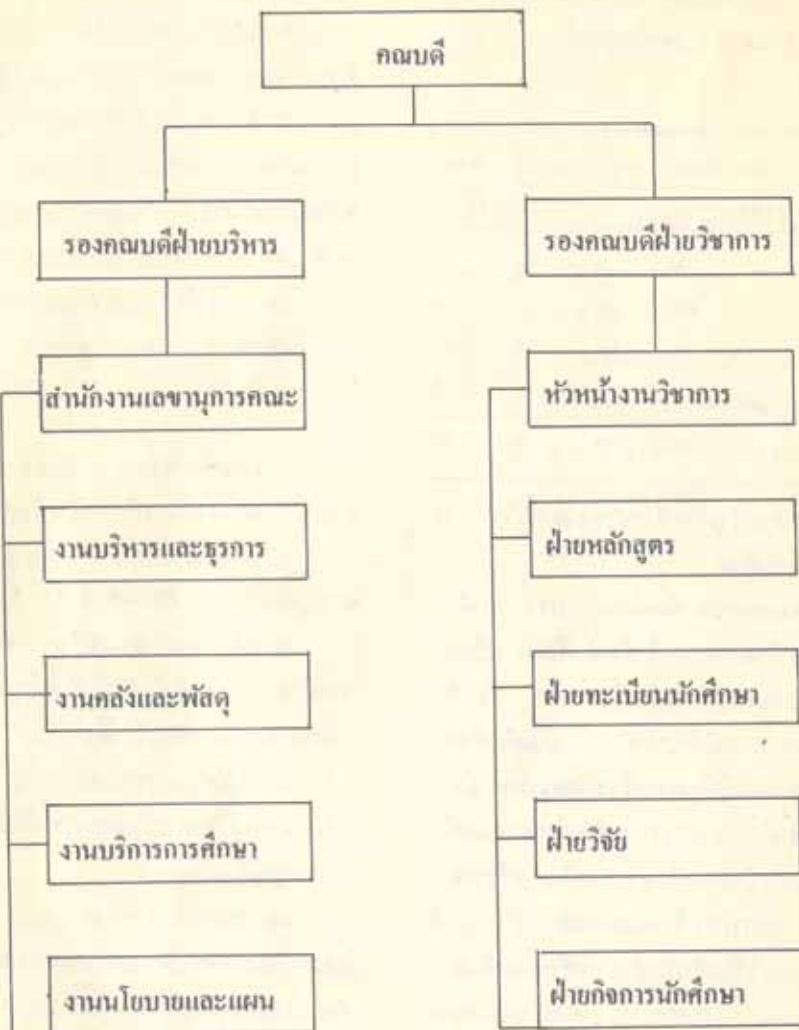 คณบดี
รองคณบดีฝ่ายบริหาร
รองคณบดีฝ่ายวิชาการ
สำนักงานเลขานุการคณะ
หัวหน้างานวิชาการ
งานบริหารและธุรการ
ฝ่ายหลักสูตร
งานคลังและพัสดุ
ฝ่ายทะเบียนนักศึกษา
งานบริการการศึกษา
ฝ่ายวิจัย
งานนโยบายและแผน
ฝ่ายกิจการนักศึกษา